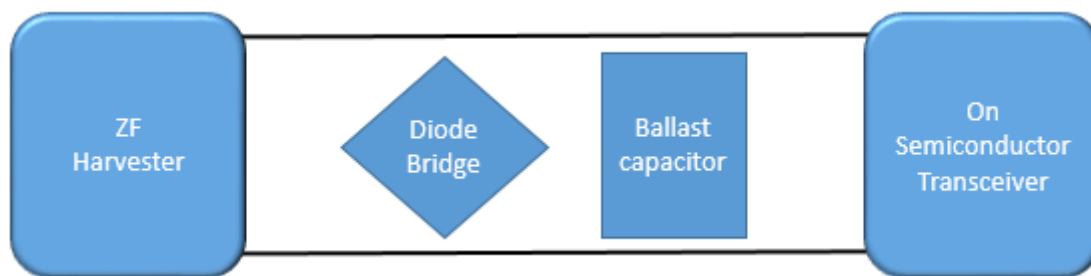 ZF
Harvester
Diode
Bridge
Ballast
capacitor
On
Semiconductor
Transceiver